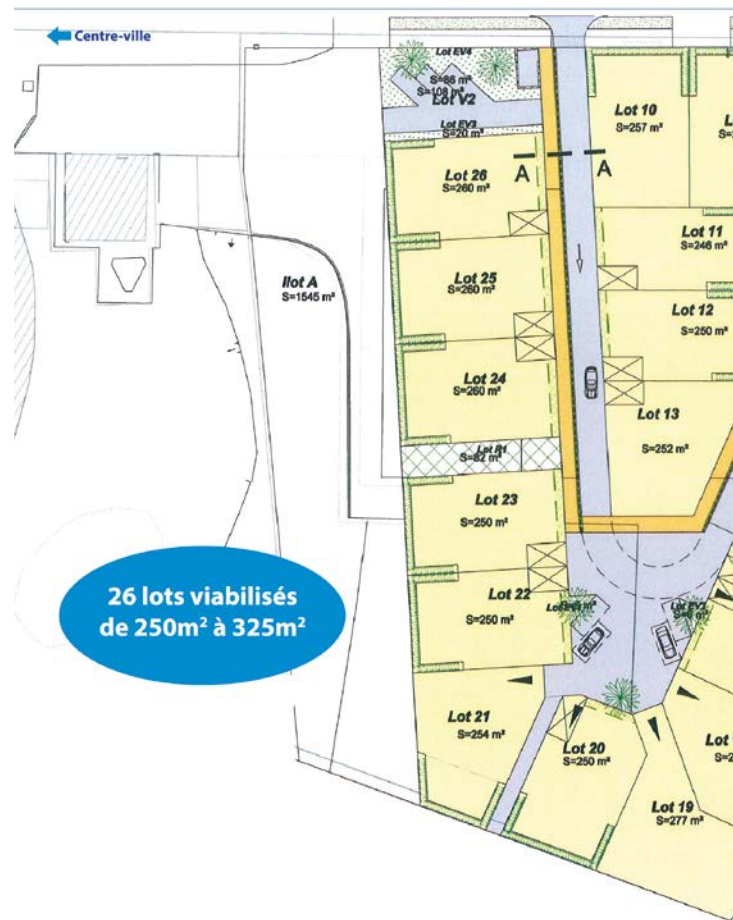 Centre-ville
Lot EV4
S=86 m²
S=108 m²
Lot V2
Lot EV3
S=20 m²
Lot 10
S=257 m²
Lot 26
S=260 m²
A
A
Lot 11
S=246 m²
Lot 25
S=260 m²
Ilot A
S=1545 m²
Lot 12
S=250 m²
Lot 24
S=260 m²
Lot 13
S=252 m²
Lot R1
S=82 m²
Lot 23
S=250 m²
26 lots viabilisés
de 250m² à 325m²
Lot 22
S=250 m²
Lot 21
S=254 m²
Lot 20
S=250 m²
Lot 19
S=277 m²